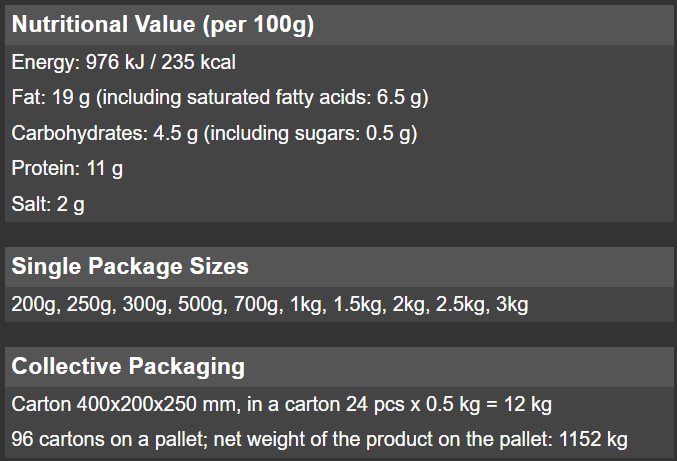 Nutritional Value (per 100g)
Energy: 976 kJ / 235 kcal
Fat: 19 g (including saturated fatty acids: 6.5 g)
Carbohydrates: 4.5 g (including sugars: 0.5 g)
Protein: 11 g
Salt: 2 g
Single Package Sizes
200g, 250g, 300g, 500g, 700g, 1kg, 1.5kg, 2kg, 2.5kg, 3kg
Collective Packaging
Carton 400x200x250 mm, in a carton 24 pcs x 0.5 kg = 12 kg
96 cartons on a pallet; net weight of the product on the pallet: 1152 kg